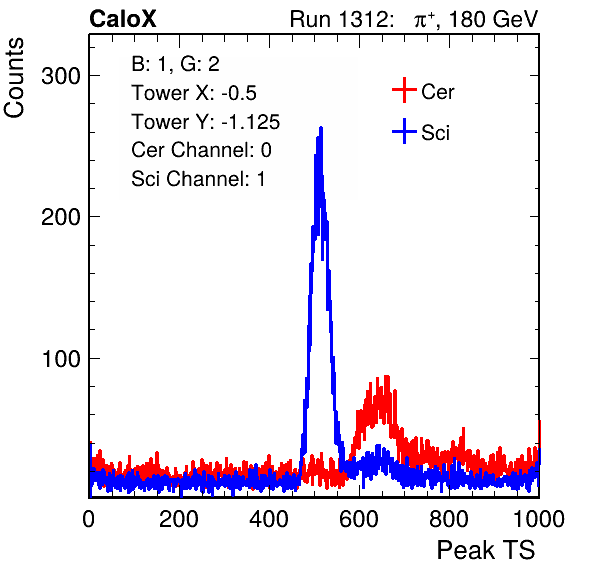 CaloX Run 1312: π⁺, 180 GeV
B: 1, G: 2
Tower X: -0.5
Tower Y: -1.125
Cer Channel: 0
Sci Channel: 1
Cer
Sci
Counts
300
200
100
0 200 400 600 800 1000
Peak TS